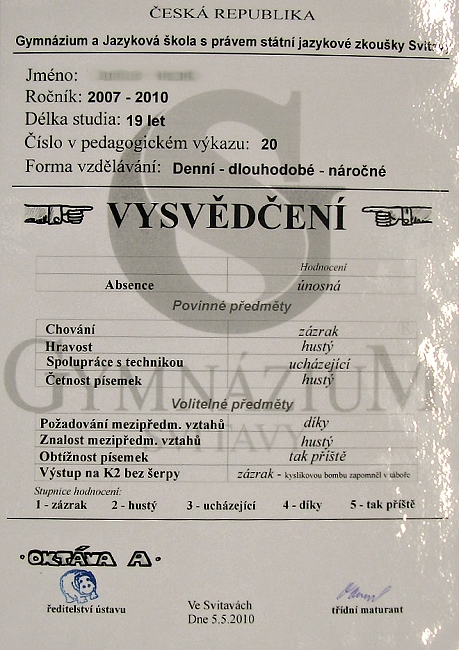 ČESKÁ REPUBLIKA
Gymnázium a Jazyková škola s právem státní jazykové zkoušky Svitavy
Jméno:
Ročník: 2007 - 2010
Délka studia: 19 let
Číslo v pedagogickém výkazu: 20
Forma vzdělávání: Denní - dlouhodobé - náročné
VYSVĚDČENÍ
Hodnocení
Absence únosná
Povinné předměty
Chování zázrak
Hravost hustý
Spolupráce s technikou ucházející
Četnost písemek hustý
GYMNÁZIUM
®
Volitelné předměty
SVITAVY
Požadování mezipředm. vztahů díky
Znalost mezipředm. vztahů hustý
Obtížnost písemek tak příště
Výstup na K2 bez šerpy zázrak - kyslíkovou bombu zapomněl v táboře
Stupnice hodnocení:
1 - zázrak 2 - hustý 3 - ucházející 4 - díky 5 - tak příště
OKTÁVA A
ředitelství ústavu
Ve Svitavách
Dne 5.5.2010
třídní maturant